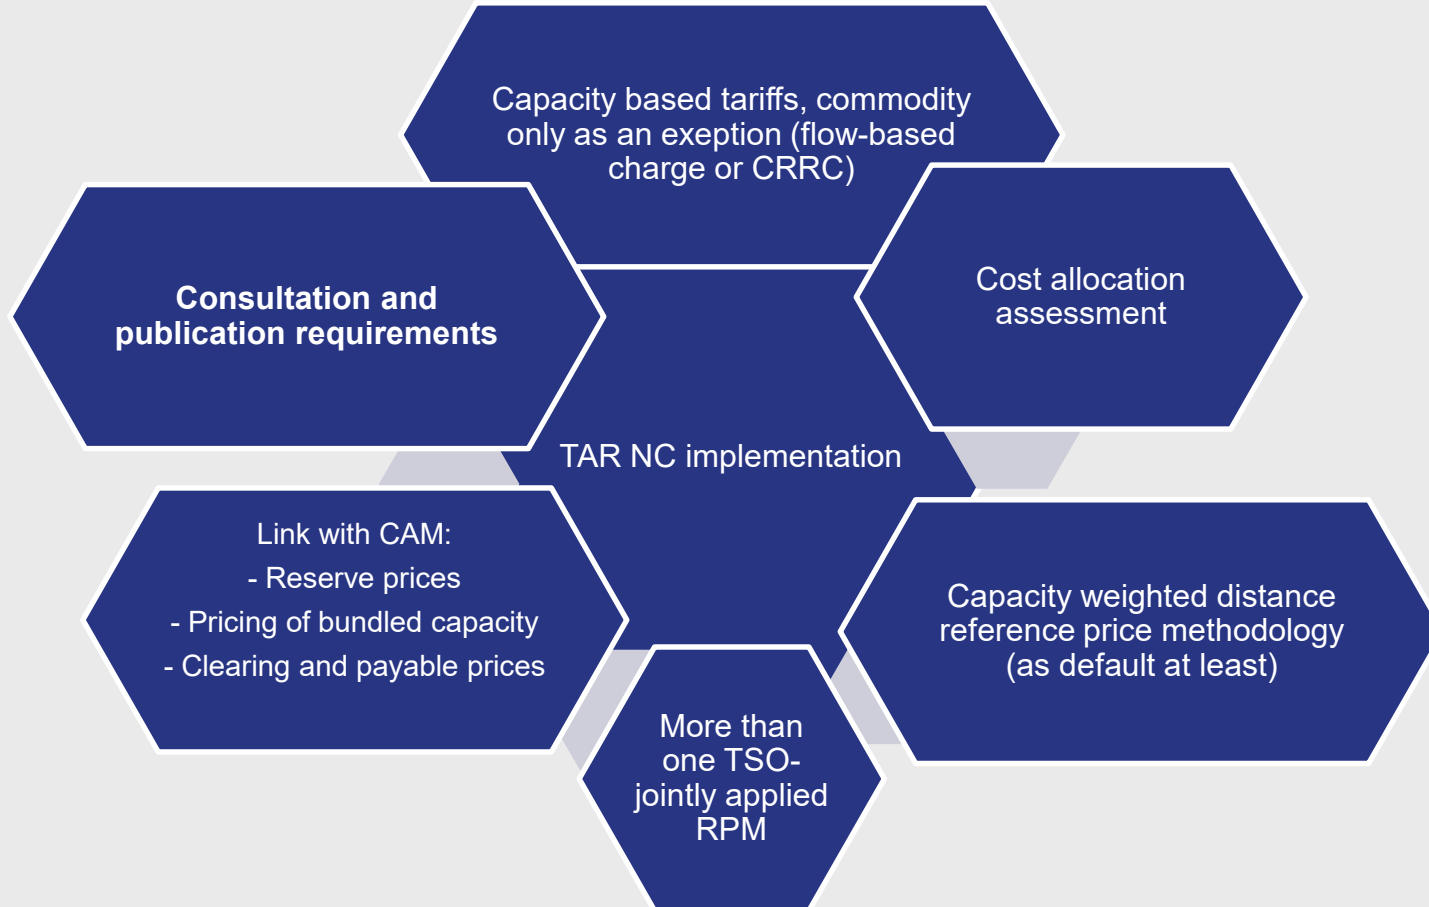 Capacity based tariffs, commodity
only as an exeption (flow-based
charge or CRRC)
Cost allocation
assessment
Consultation and
publication requirements
TAR NC implementation
Link with CAM:
- Reserve prices
- Pricing of bundled capacity
- Clearing and payable prices
Capacity weighted distance
reference price methodology
(as default at least)
More than
one TSO-
jointly applied
RPM